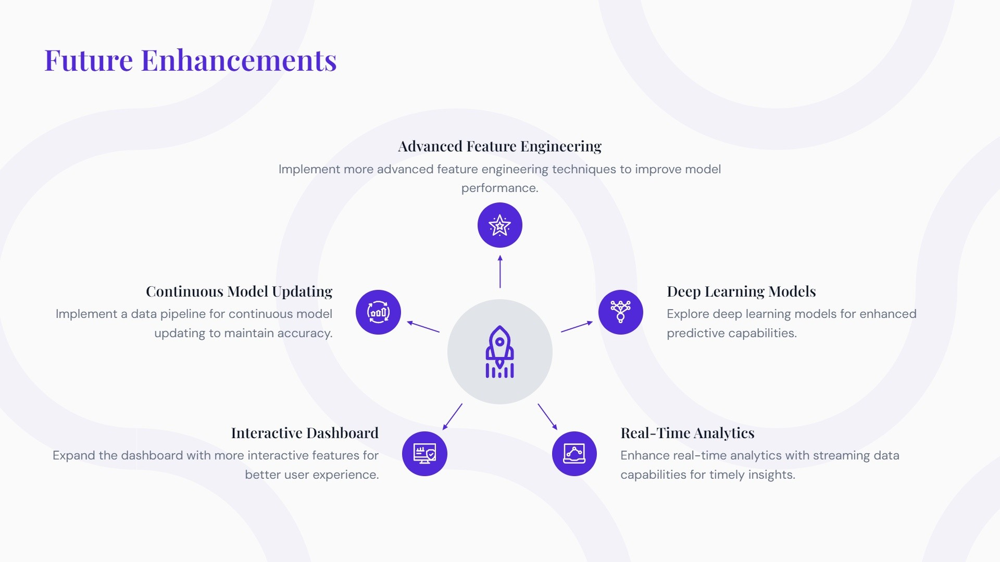 Future Enhancements
Advanced Feature Engineering
Implement more advanced feature engineering techniques to improve model
performance.
Continuous Model Updating
Implement a data pipeline for continuous model
updating to maintain accuracy.
Deep Learning Models
Explore deep learning models for enhanced
predictive capabilities.
Interactive Dashboard
Expand the dashboard with more interactive features for
better user experience.
Real-Time Analytics
Enhance real-time analytics with streaming data
capabilities for timely insights.